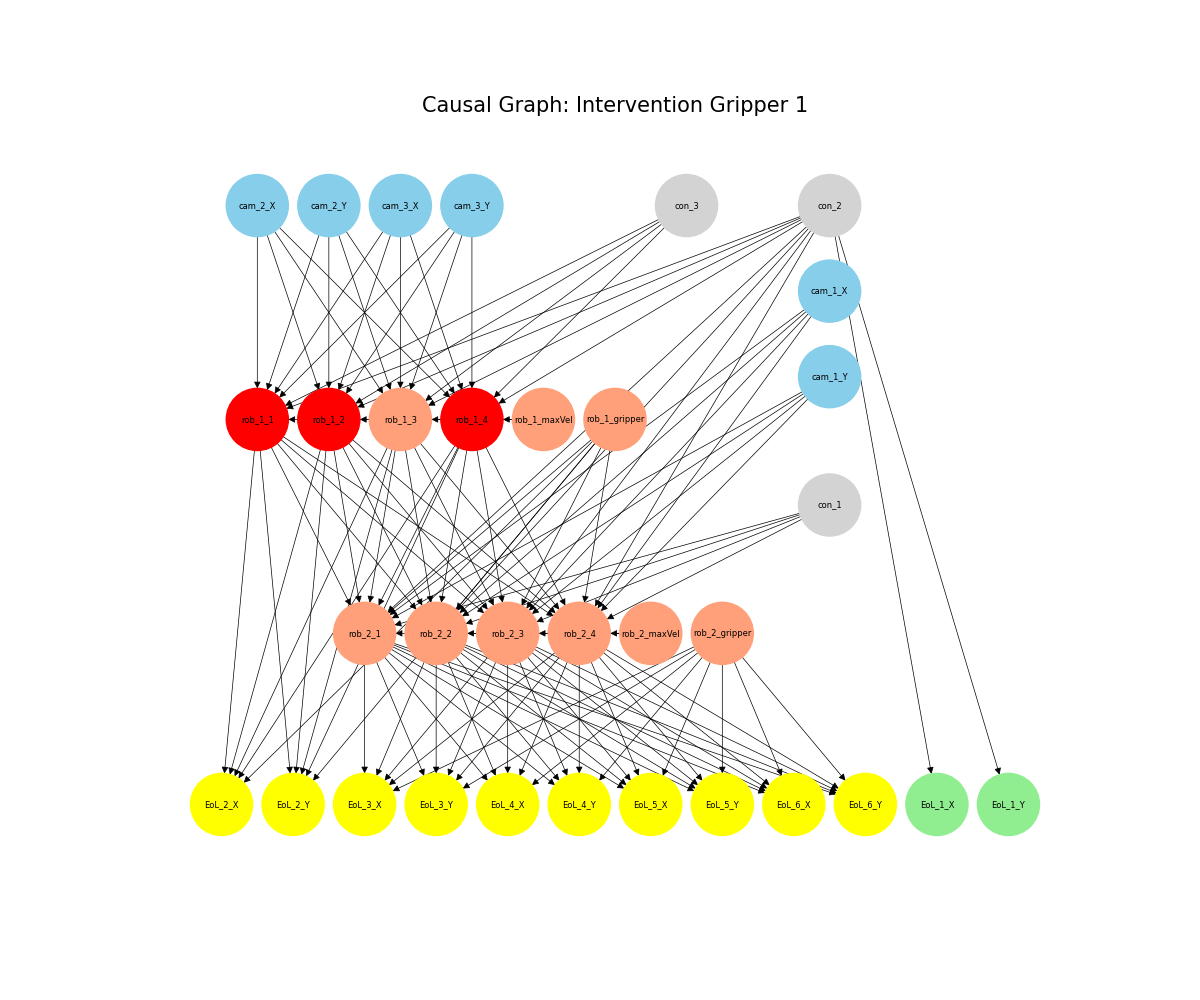 Causal Graph: Intervention Gripper 1
cam_2_X cam_2_Y cam_3_X cam_3_Y con_3 con_2
cam_1_X
cam_1_Y
rob_1_1 rob_1_2 rob_1_3 rob_1_4 rob_1_maxVel rob_1_gripper
con_1
rob_2_1 rob_2_2 rob_2_3 rob_2_4 rob_2_maxVel rob_2_gripper
EoL_2_X EoL_2_Y EoL_3_X EoL_3_Y EoL_4_X EoL_4_Y EoL_5_X EoL_5_Y EoL_6_X EoL_6_Y EoL_1_X EoL_1_Y